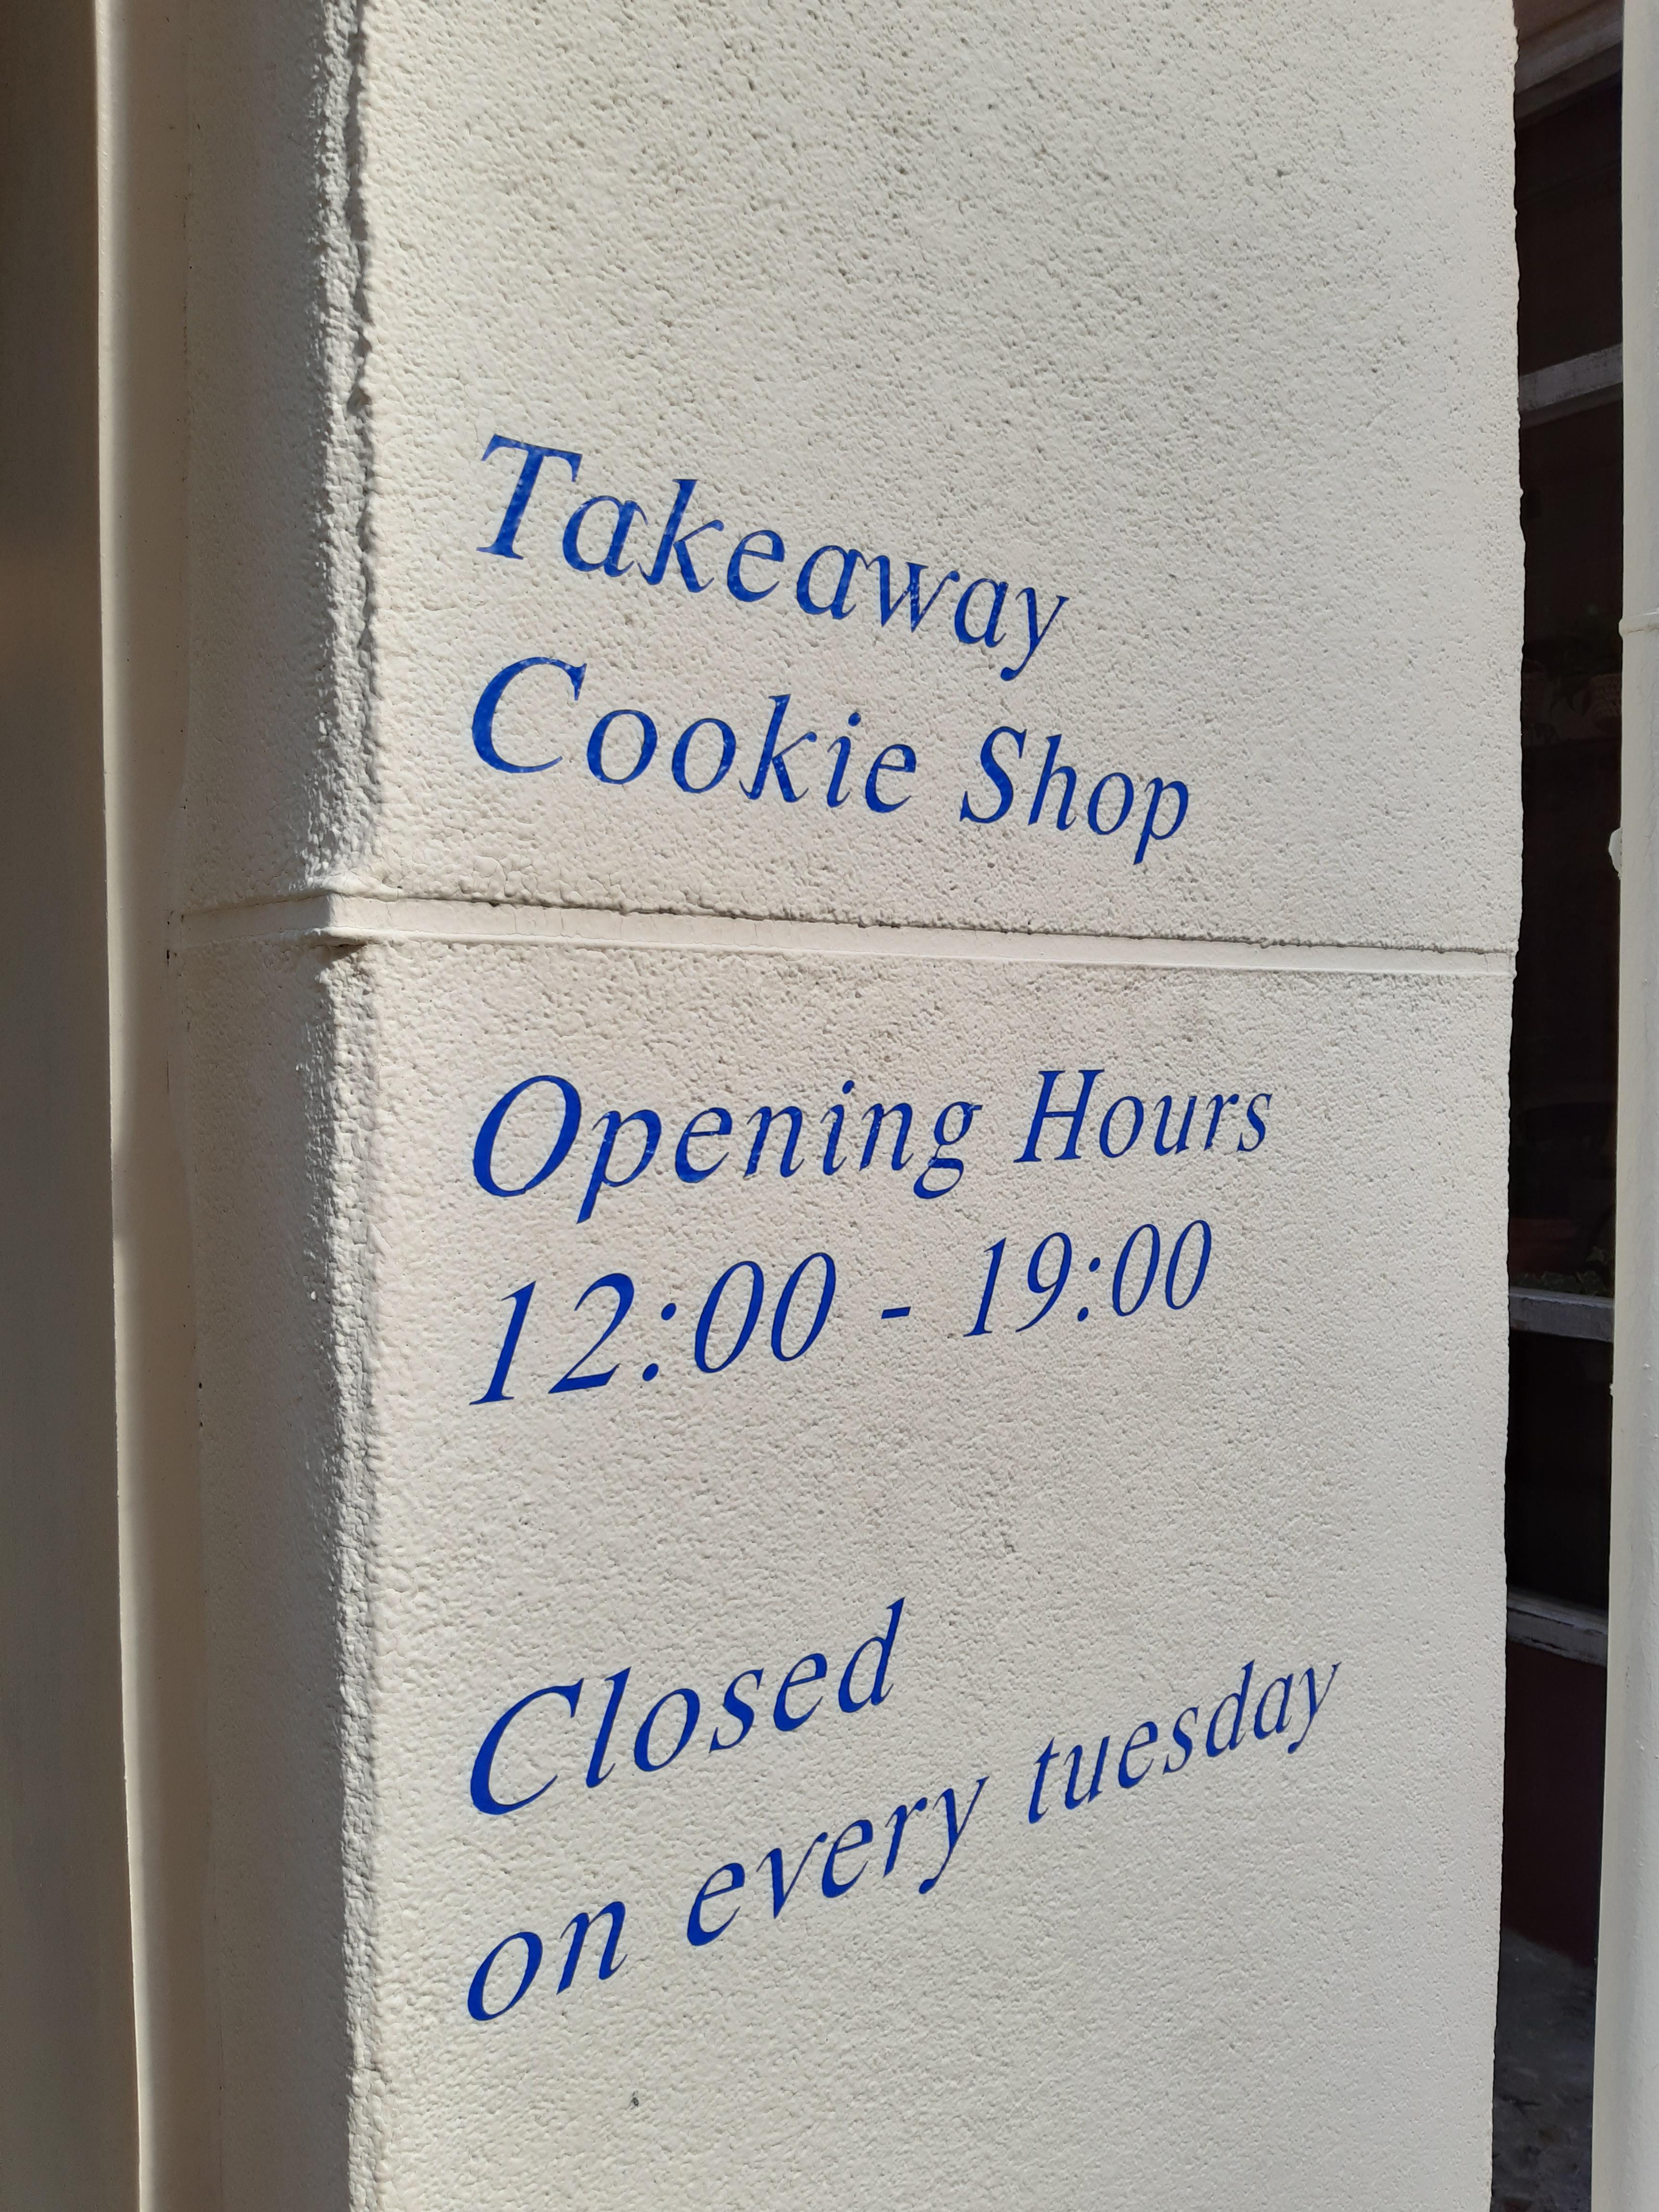 Takeaway
Cookie Shop
Opening Hours
12:00 - 19:00
Closed
on every tuesday